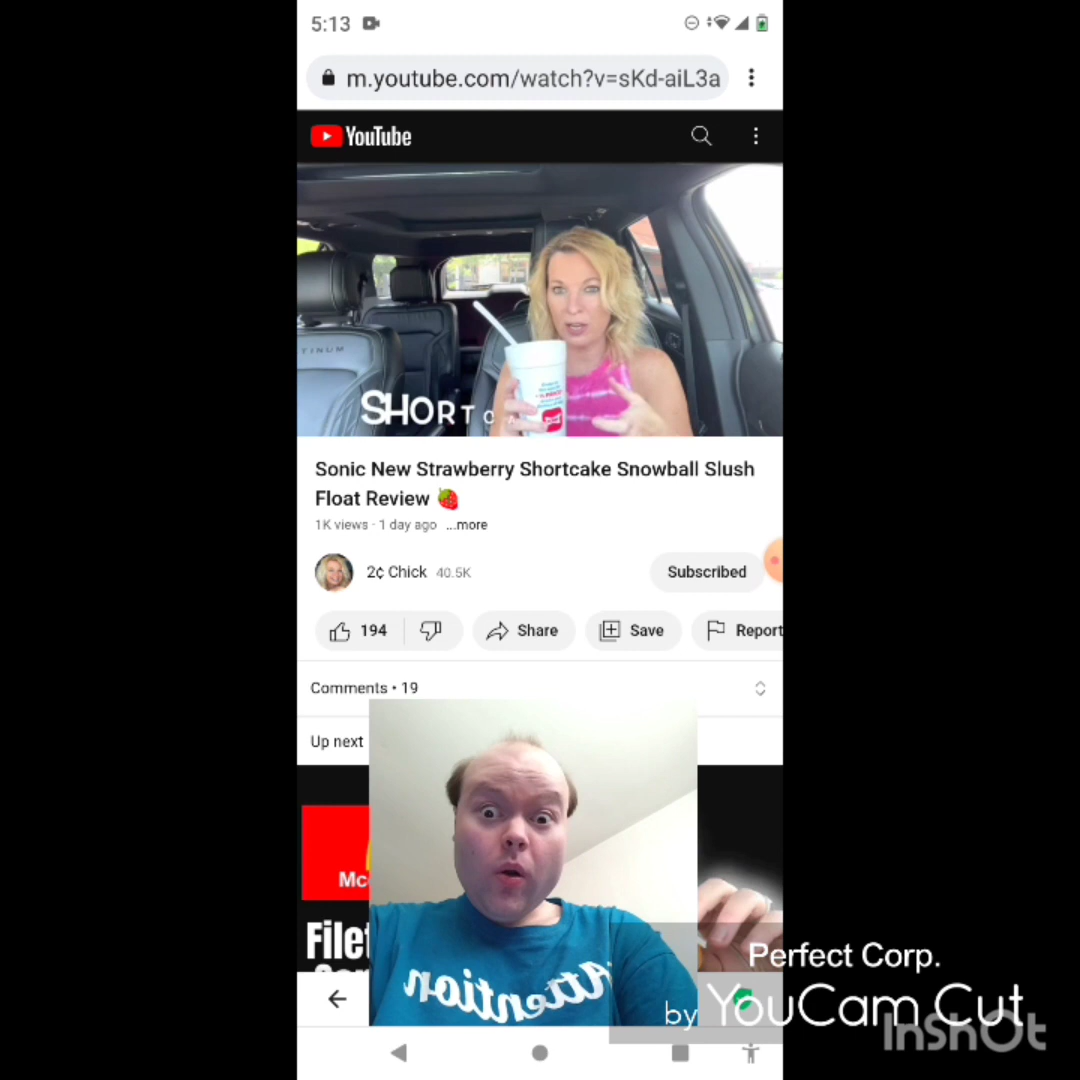 5:13
m.youtube.com/watch?v=sKd-aiL3a
YouTube
TINUM
SHORTCA
Sonic New Strawberry Shortcake Snowball Slush
Float Review 🍓
1K views · 1 day ago ...more
2¢ Chick 40.5K
Subscribed
194
Share
Save
Report
Comments • 19
Up next
Mc
Filet
Attention
Perfect Corp.
by YouCam Cut
InShOt